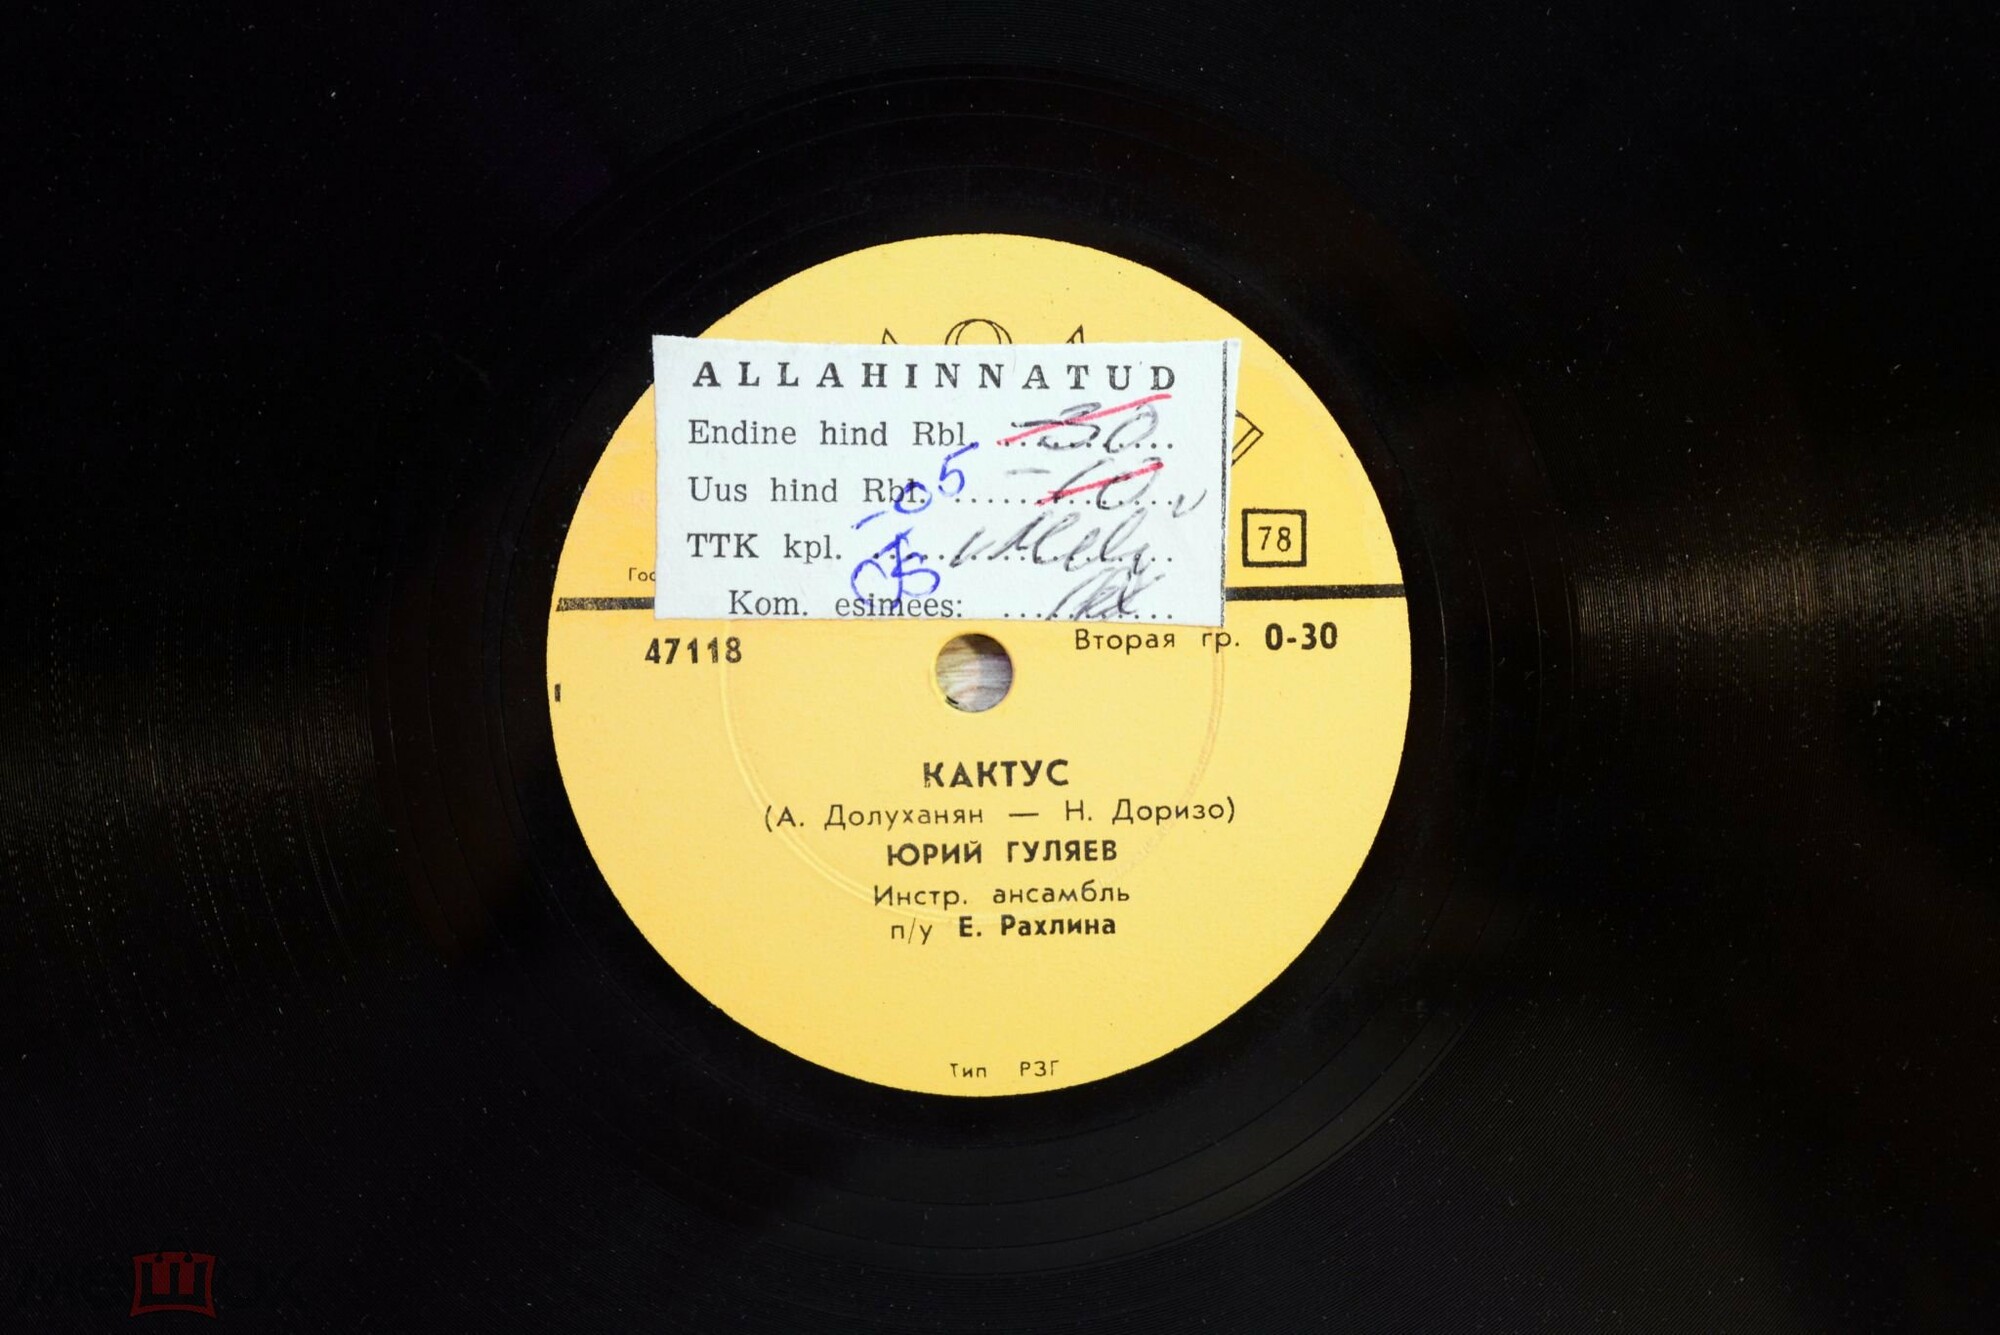 ALLAHINNATUD
Endine hind Rbl. -30
Uus hind Rbl. -10
-05
TTK kpl.
Kom. esimees:
78
47118
Вторая гр. 0-30
КАКТУС
(А. Долуханян — Н. Доризо)
ЮРИЙ ГУЛЯЕВ
Инстр. ансамбль
п/у Е. Рахлина
Тип РЗГ